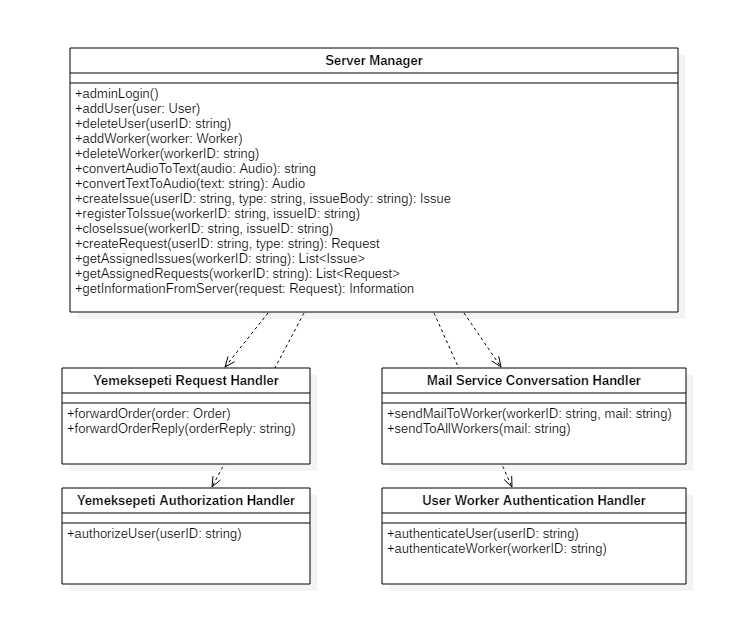 Server Manager
+adminLogin()
+addUser(user: User)
+deleteUser(userID: string)
+addWorker(worker: Worker)
+deleteWorker(workerID: string)
+convertAudioToText(audio: Audio): string
+convertTextToAudio(text: string): Audio
+createIssue(userID: string, type: string, issueBody: string): Issue
+registerToIssue(workerID: string, issueID: string)
+closeIssue(workerID: string, issueID: string)
+createRequest(userID: string, type: string): Request
+getAssignedIssues(workerID: string): List<Issue>
+getAssignedRequests(workerID: string): List<Request>
+getInformationFromServer(request: Request): Information
Yemeksepeti Request Handler
+forwardOrder(order: Order)
+forwardOrderReply(orderReply: string)
Mail Service Conversation Handler
+sendMailToWorker(workerID: string, mail: string)
+sendToAllWorkers(mail: string)
Yemeksepeti Authorization Handler
+authorizeUser(userID: string)
User Worker Authentication Handler
+authenticateUser(userID: string)
+authenticateWorker(workerID: string)